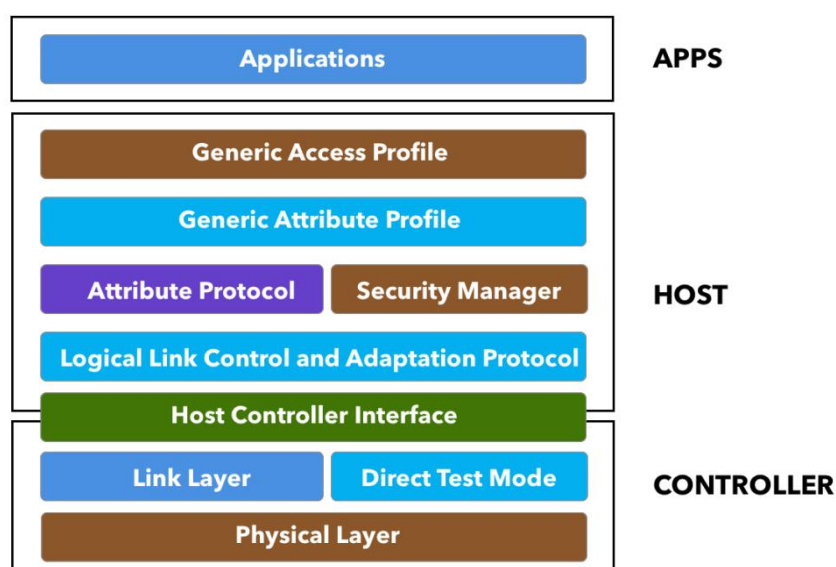 Applications
APPS
Generic Access Profile
Generic Attribute Profile
Attribute Protocol
Security Manager
HOST
Logical Link Control and Adaptation Protocol
Host Controller Interface
Link Layer
Direct Test Mode
CONTROLLER
Physical Layer